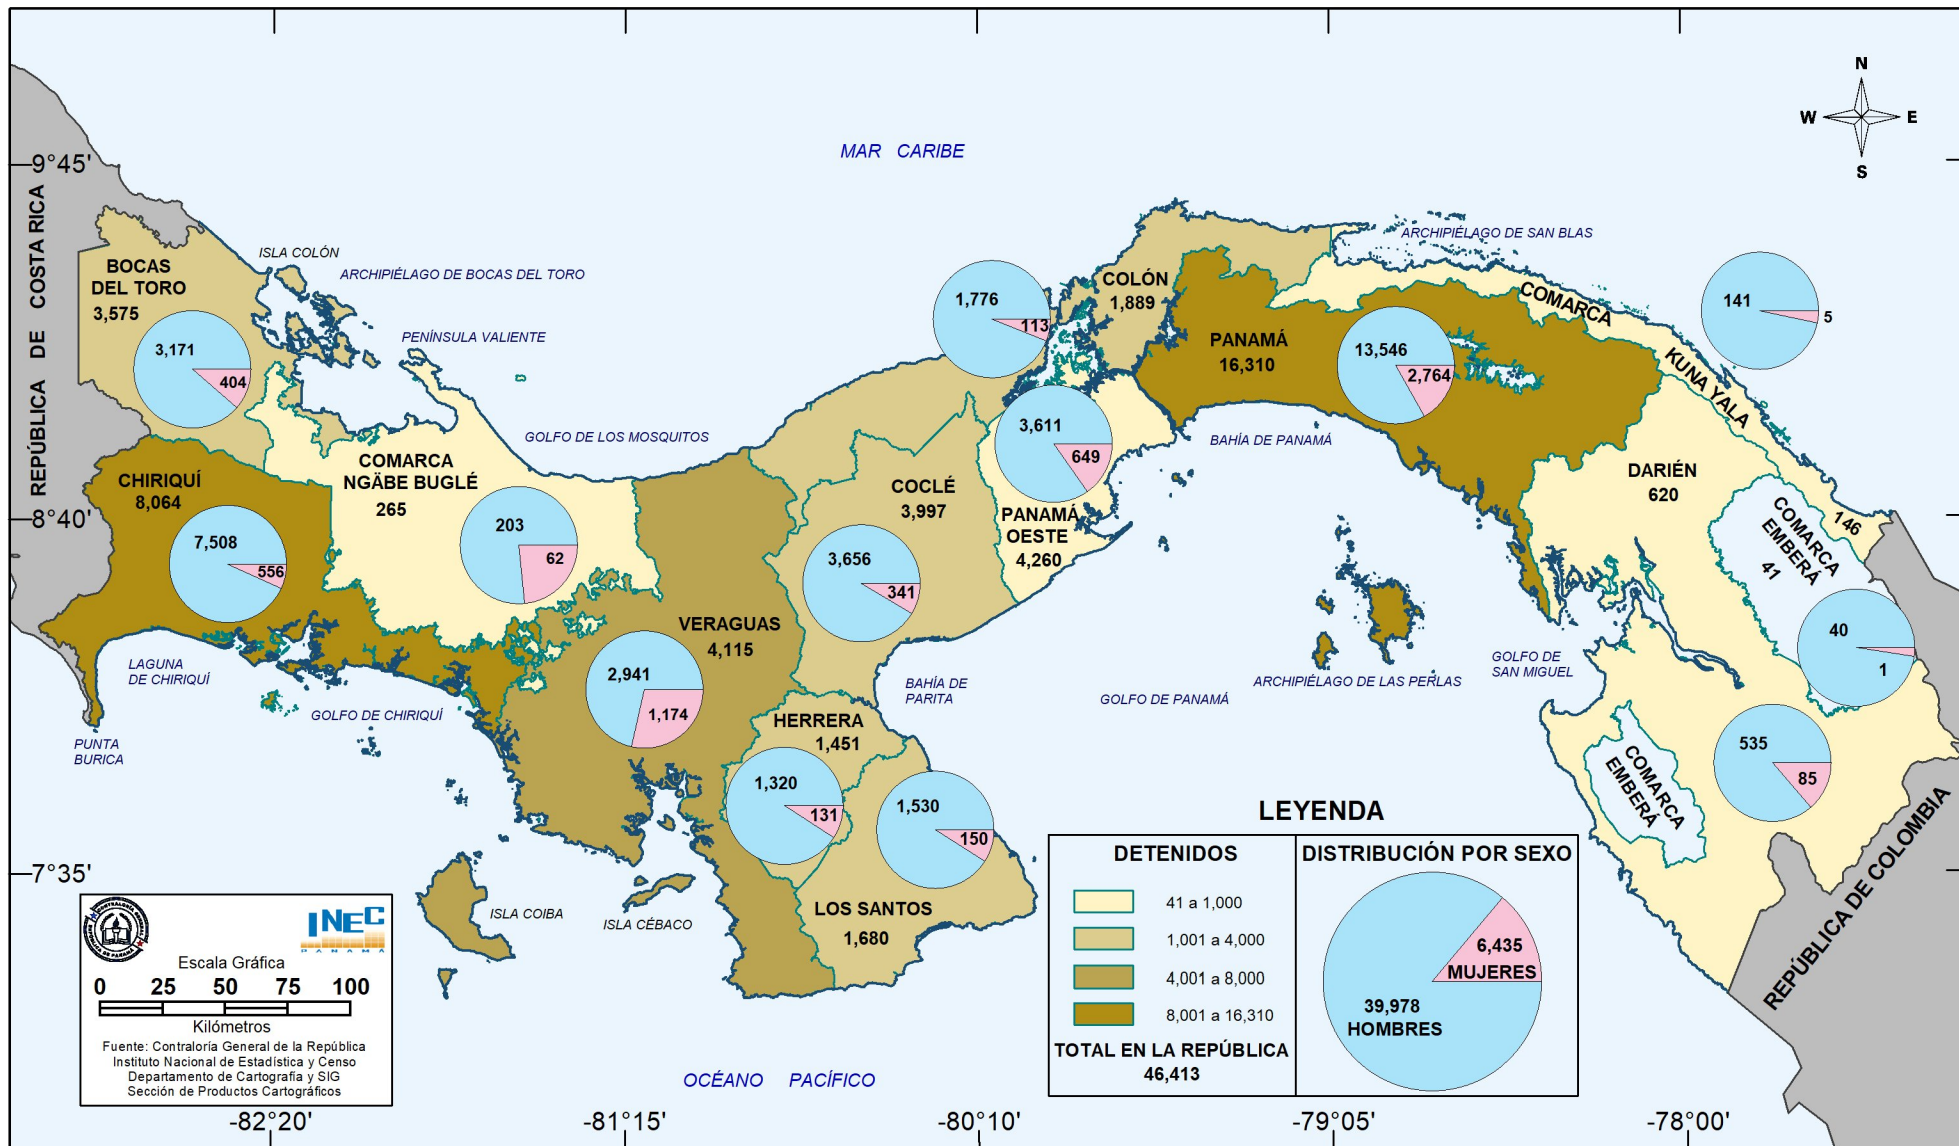 N
W E
S
MAR CARIBE
9°45'
8°40'
7°35'
REPÚBLICA DE COSTA RICA
BOCAS
DEL TORO
3,575
3,171
404
ISLA COLÓN
ARCHIPIÉLAGO DE BOCAS DEL TORO
PENÍNSULA VALIENTE
GOLFO DE LOS MOSQUITOS
CHIRIQUÍ
8,064
7,508
556
COMARCA
NGÄBE BUGLÉ
265
203
62
LAGUNA
DE CHIRIQUÍ
GOLFO DE CHIRIQUÍ
PUNTA
BURICA
VERAGUAS
4,115
2,941
1,174
ISLA COIBA
ISLA CÉBACO
COCLÉ
3,997
3,656
341
HERRERA
1,451
1,320
131
LOS SANTOS
1,680
1,530
150
BAHÍA DE
PARITA
COLÓN
1,889
1,776
113
PANAMÁ
OESTE
4,260
3,611
649
PANAMÁ
16,310
13,546
2,764
BAHÍA DE PANAMÁ
GOLFO DE PANAMÁ
ARCHIPIÉLAGO DE LAS PERLAS
GOLFO DE
SAN MIGUEL
ARCHIPIÉLAGO DE SAN BLAS
COMARCA
KUNA YALA
146
141
5
DARIÉN
620
535
85
COMARCA
EMBERÁ
41
40
1
COMARCA
EMBERÁ
REPÚBLICA DE COLOMBIA
OCÉANO PACÍFICO
LEYENDA
DETENIDOS
41 a 1,000
1,001 a 4,000
4,001 a 8,000
8,001 a 16,310
TOTAL EN LA REPÚBLICA
46,413
DISTRIBUCIÓN POR SEXO
6,435
MUJERES
39,978
HOMBRES
INEC
PANAMÁ
Escala Gráfica
0 25 50 75 100
Kilómetros
Fuente: Contraloría General de la República
Instituto Nacional de Estadística y Censo
Departamento de Cartografía y SIG
Sección de Productos Cartográficos
-82°20' -81°15' -80°10' -79°05' -78°00'